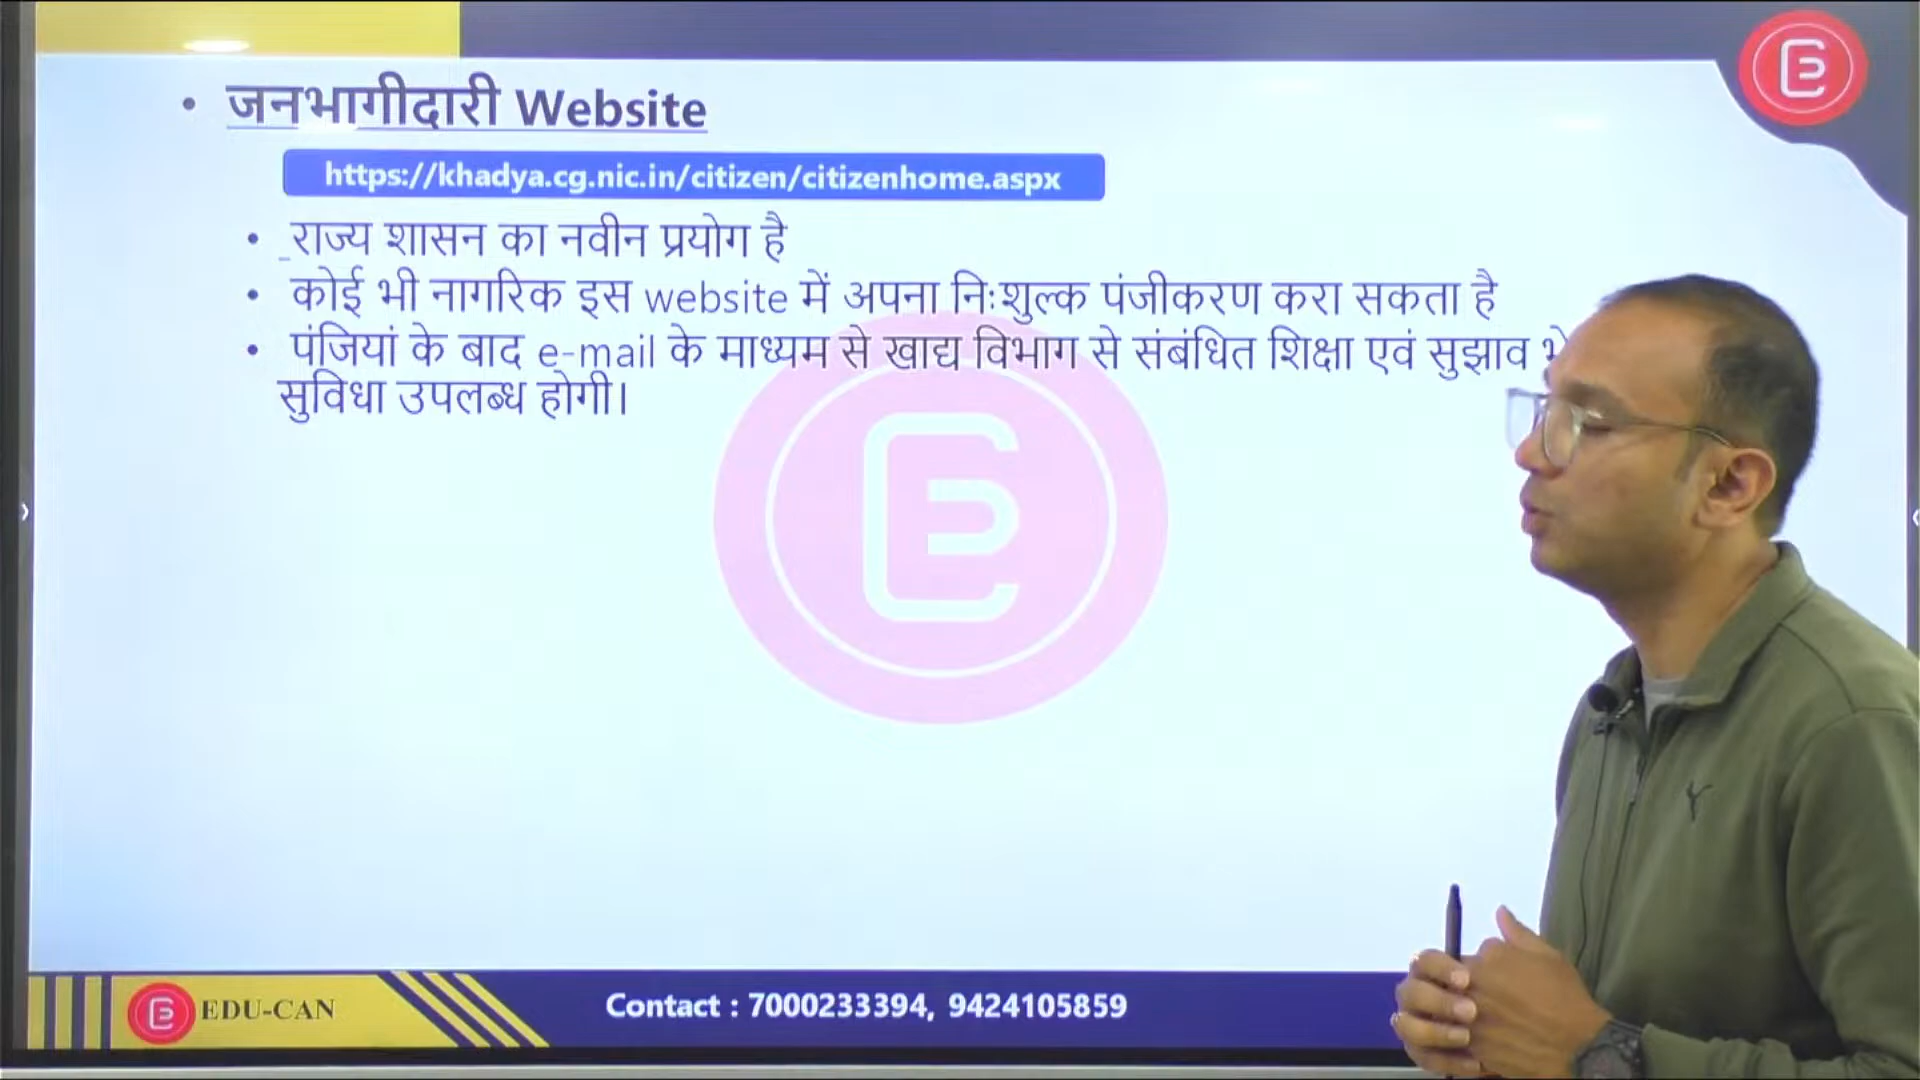 • जनभागीदारी Website
https://khadya.cg.nic.in/citizen/citizenhome.aspx
• _राज्य शासन का नवीन प्रयोग है
• कोई भी नागरिक इस website में अपना निःशुल्क पंजीकरण करा सकता है
• पंजियां के बाद e-mail के माध्यम से खाद्य विभाग से संबंधित शिक्षा एवं सुझाव
सुविधा उपलब्ध होगी।
EDU-CAN
Contact : 7000233394, 9424105859